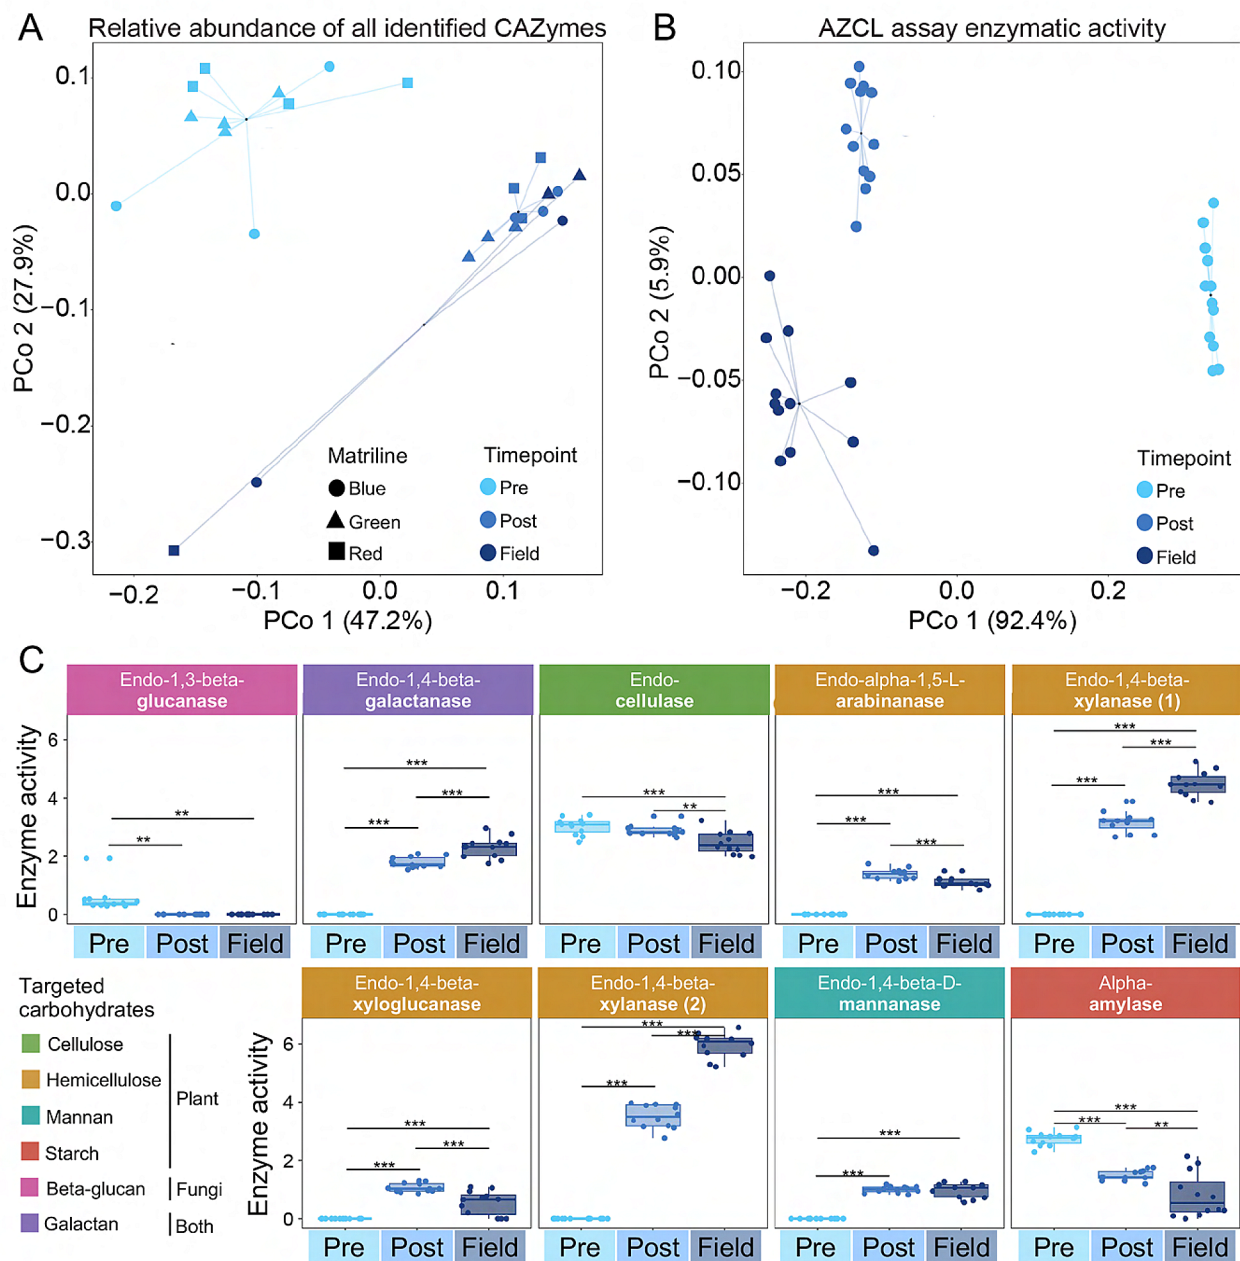 A
Relative abundance of all identified CAZymes
PCo 2 (27.9%)
0.1
0.0
−0.1
−0.2
−0.3
−0.2
−0.1
0.0
0.1
PCo 1 (47.2%)
Matriline
Blue
Green
Red
Timepoint
Pre
Post
Field
B
AZCL assay enzymatic activity
PCo 2 (5.9%)
0.10
0.05
0.00
−0.05
−0.10
−0.2
0.0
0.2
PCo 1 (92.4%)
Timepoint
Pre
Post
Field
C
Enzyme activity
6
4
2
0
Endo-1,3-beta-
glucanase
**
**
Pre
Post
Field
Endo-1,4-beta-
galactanase
***
***
***
Pre
Post
Field
Endo-
cellulase
***
**
Pre
Post
Field
Endo-alpha-1,5-L-
arabinanase
***
***
***
Pre
Post
Field
Endo-1,4-beta-
xylanase (1)
***
***
***
Pre
Post
Field
Targeted
carbohydrates
Cellulose
Hemicellulose
Mannan
Starch
Plant
Beta-glucan
Fungi
Galactan
Both
Enzyme activity
6
4
2
0
Endo-1,4-beta-
xyloglucanase
***
***
***
Pre
Post
Field
Endo-1,4-beta-
xylanase (2)
***
***
***
Pre
Post
Field
Endo-1,4-beta-D-
mannanase
***
***
Pre
Post
Field
Alpha-
amylase
***
***
**
Pre
Post
Field